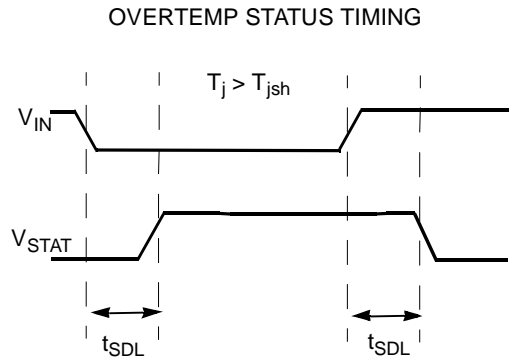 OVERTEMP STATUS TIMING
Tj > Tjsh
VIN
VSTAT
tSDL tSDL